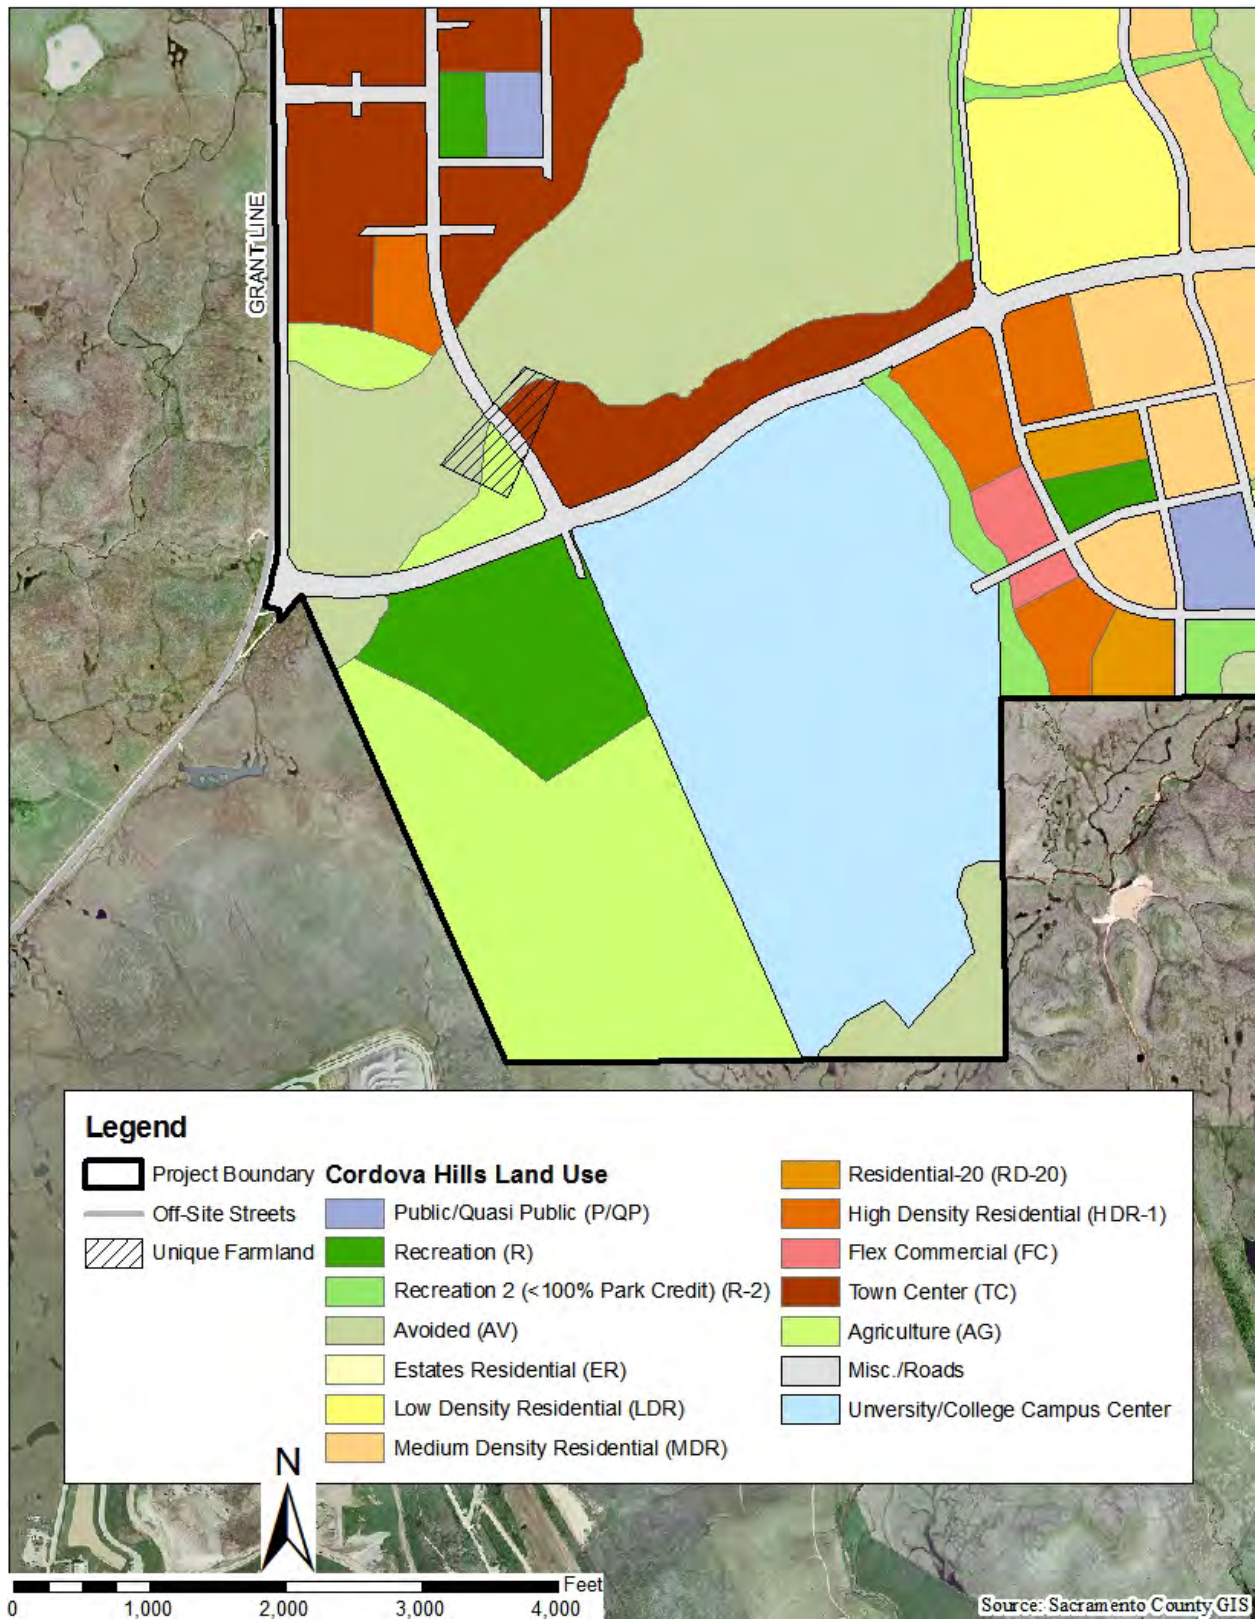 GRANT LINE
Legend
Project Boundary
Off-Site Streets
Unique Farmland
Cordova Hills Land Use
Public/Quasi Public (P/QP)
Recreation (R)
Recreation 2 (<100% Park Credit) (R-2)
Avoided (AV)
Estates Residential (ER)
Low Density Residential (LDR)
Medium Density Residential (MDR)
Residential-20 (RD-20)
High Density Residential (HDR-1)
Flex Commercial (FC)
Town Center (TC)
Agriculture (AG)
Misc./Roads
Unversity/College Campus Center
N
Feet
0 1,000 2,000 3,000 4,000
Source: Sacramento County GIS